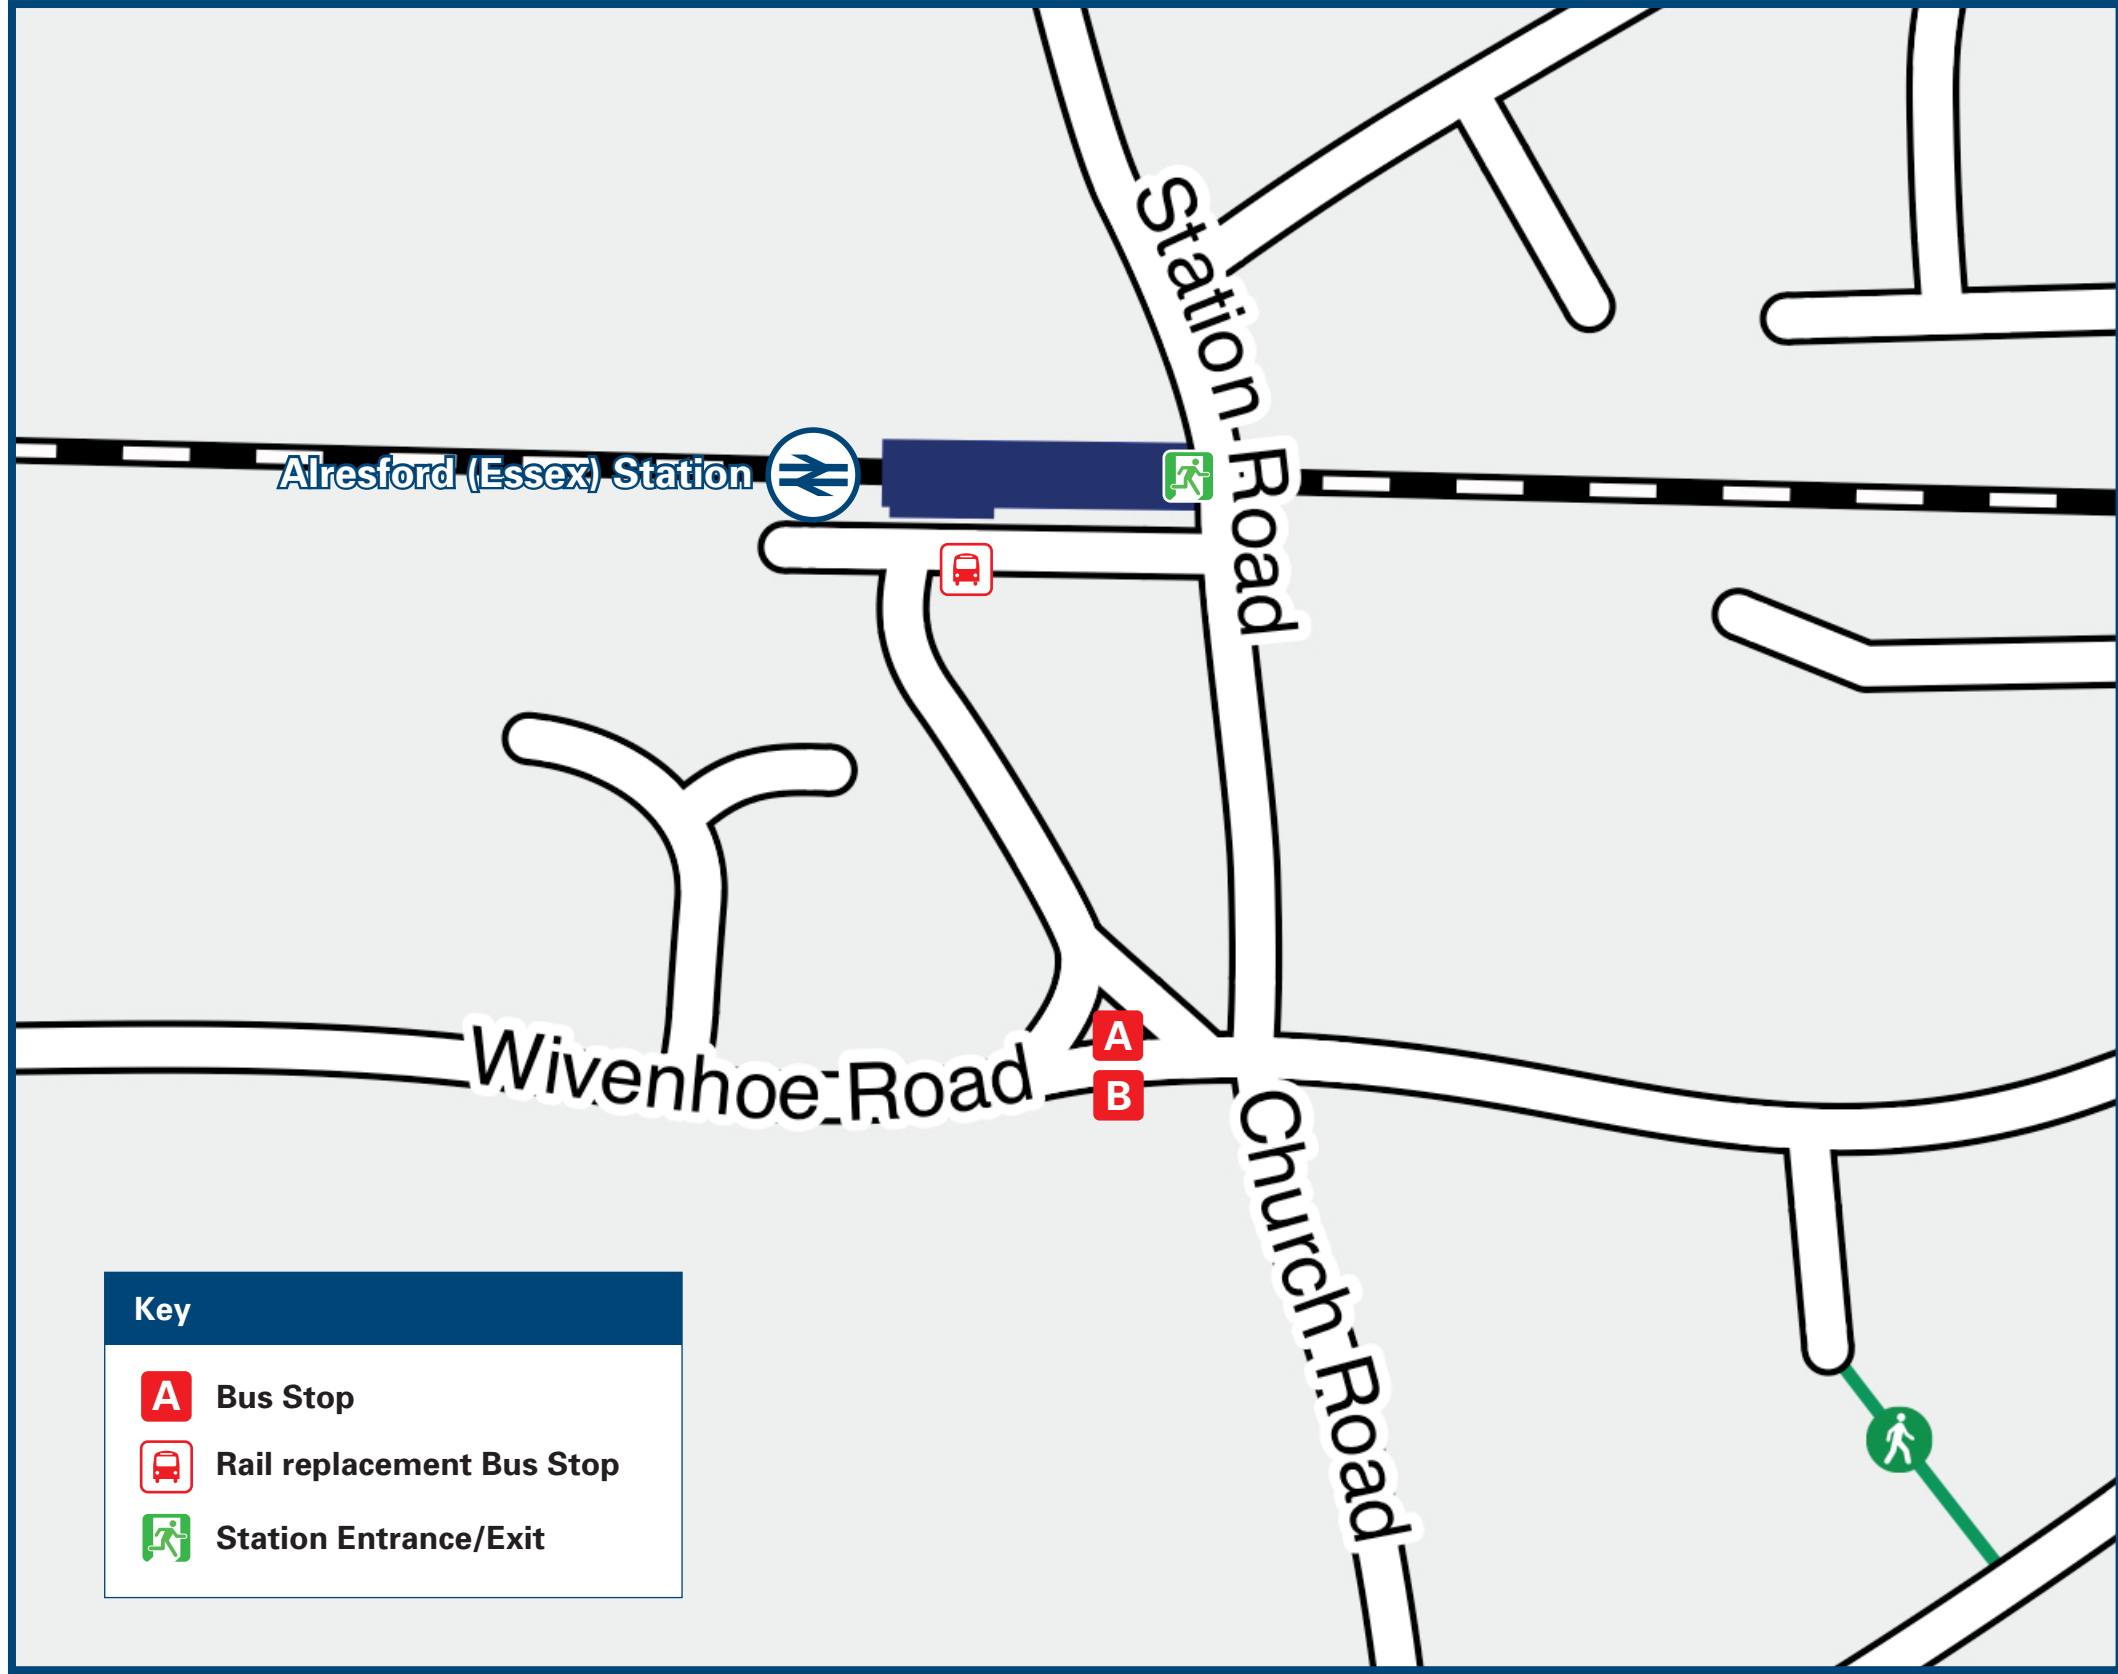 Station Road
Alresford (Essex) Station
Wivenhoe Road
A
B
Church Road
Key
A Bus Stop
Rail replacement Bus Stop
Station Entrance/Exit